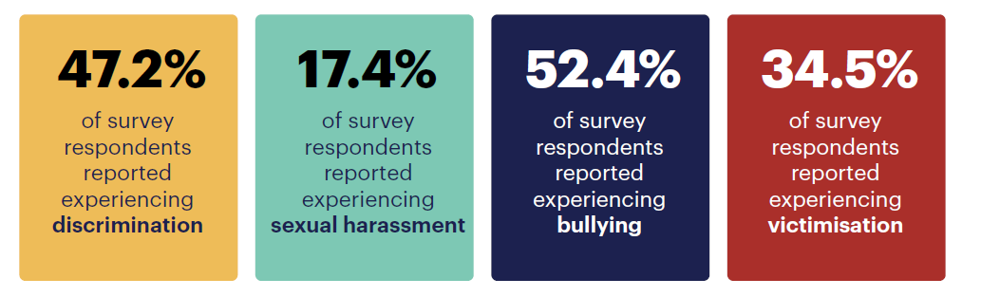 47.2%
of survey
respondents
reported
experiencing
discrimination
17.4%
of survey
respondents
reported
experiencing
sexual harassment
52.4%
of survey
respondents
reported
experiencing
bullying
34.5%
of survey
respondents
reported
experiencing
victimisation